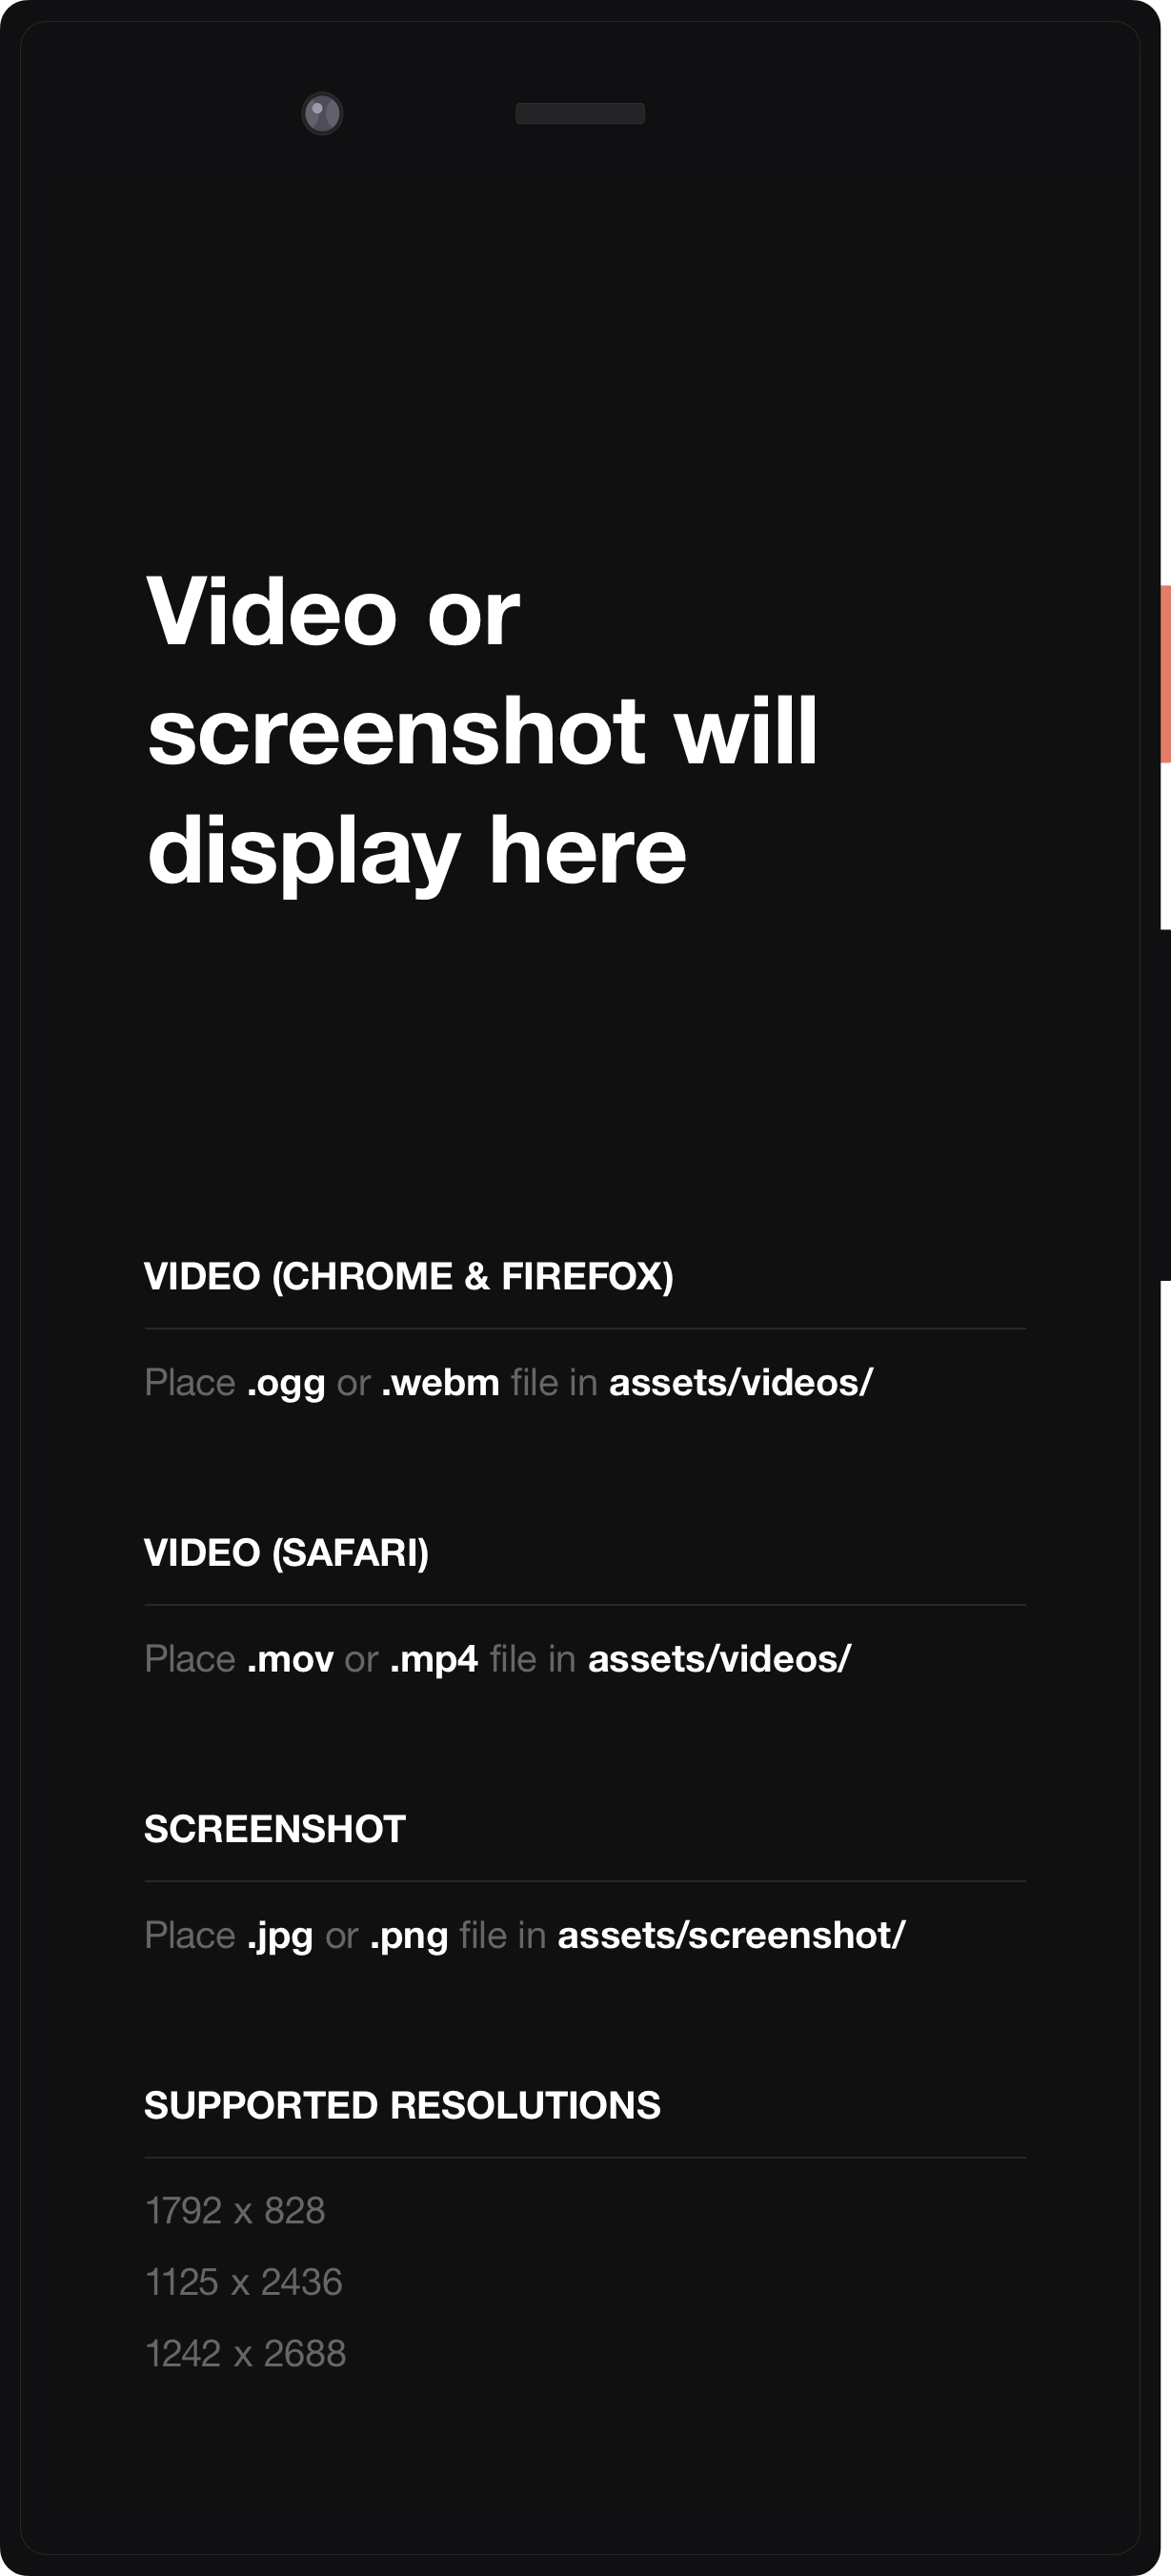 Video or
screenshot will
display here
VIDEO (CHROME & FIREFOX)
Place .ogg or .webm file in assets/videos/
VIDEO (SAFARI)
Place .mov or .mp4 file in assets/videos/
SCREENSHOT
Place .jpg or .png file in assets/screenshot/
SUPPORTED RESOLUTIONS
1792 x 828
1125 x 2436
1242 x 2688